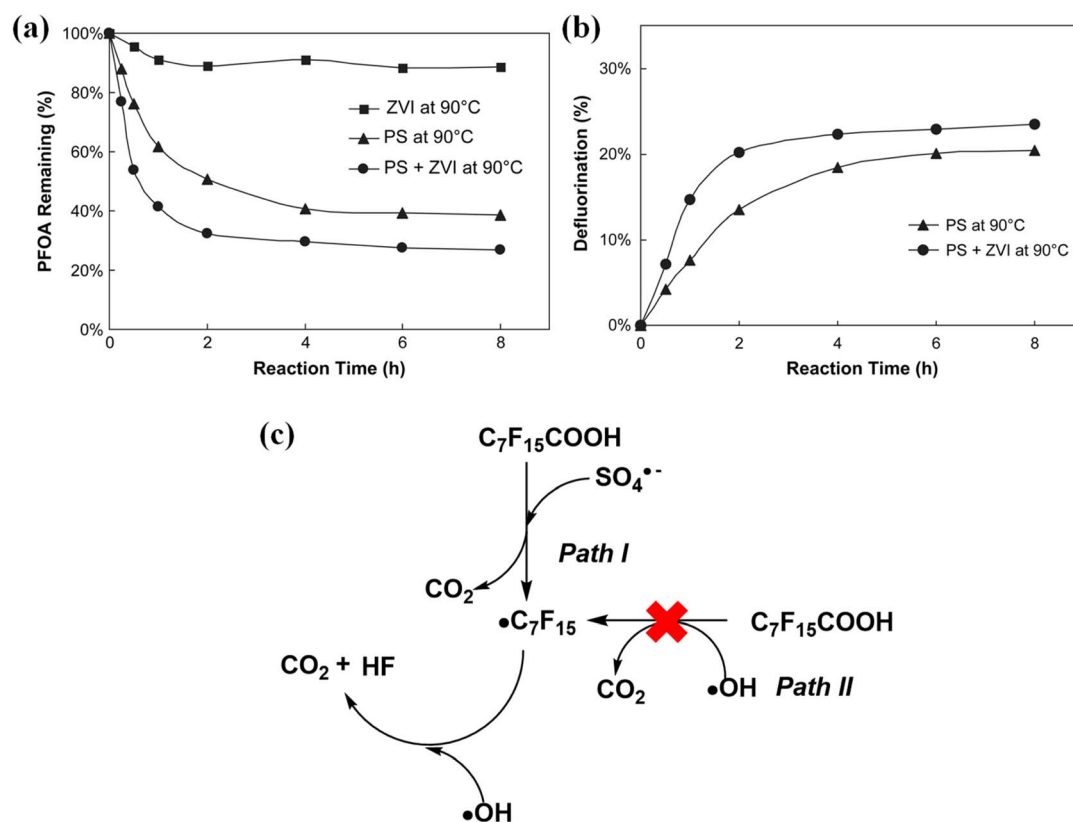 (a)
100%
80%
60%
40%
20%
0%
PFOA Remaining (%)
ZVI at 90°C
PS at 90°C
PS + ZVI at 90°C
0 2 4 6 8
Reaction Time (h)
(b)
30%
20%
10%
0%
Defluorination (%)
PS at 90°C
PS + ZVI at 90°C
0 2 4 6 8
Reaction Time (h)
(c)
C₇F₁₅COOH
SO₄•-
Path I
CO₂
•C₇F₁₅
C₇F₁₅COOH
CO₂
•OH Path II
CO₂ + HF
•OH